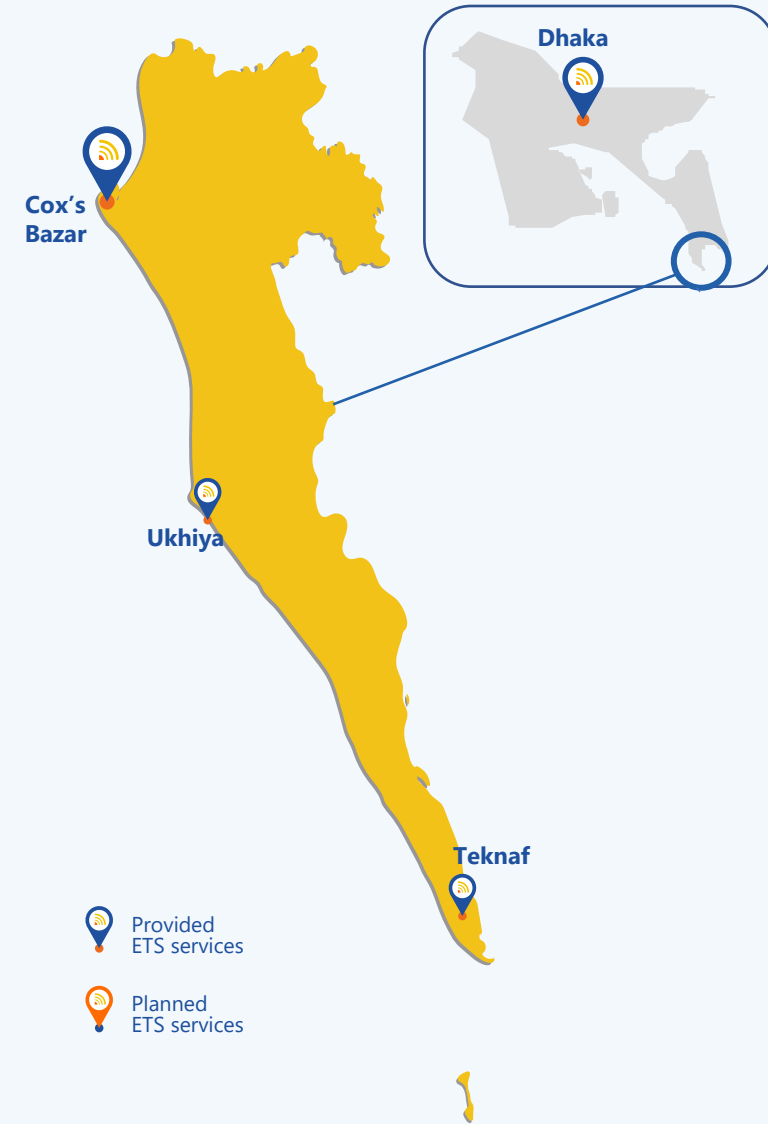 Dhaka
Cox's
Bazar
Ukhiya
Teknaf
Provided
ETS services
Planned
ETS services